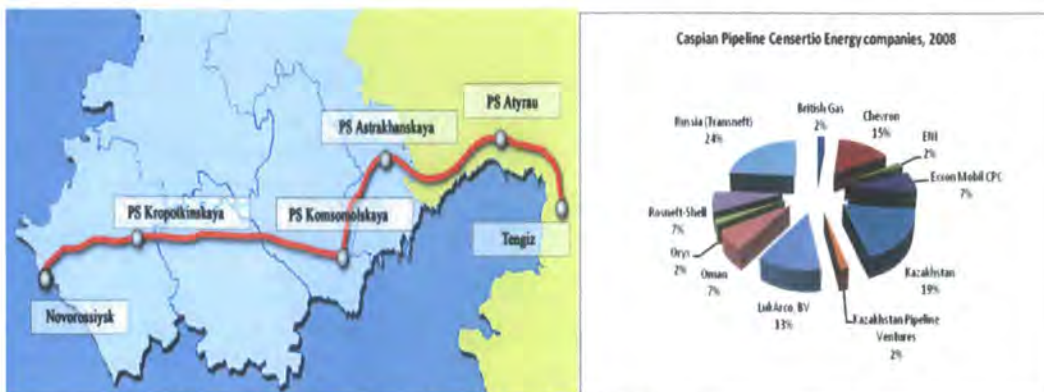 PS Atyrau
PS Astrakhanskaya
PS Kropotkinskaya
PS Komsomolskaya
Tengiz
Novorossiysk
Caspian Pipeline Censertio Energy companies, 2008
British Gas
2%
Chevron
15%
ENI
2%
Exxon Mobil CPC
7%
Kazakhstan
19%
Kazakhstan Pipeline
Ventures
2%
LukArco, BV
13%
Oman
7%
Oryx
2%
Rosneft-Shell
7%
Russia (Transneft)
24%